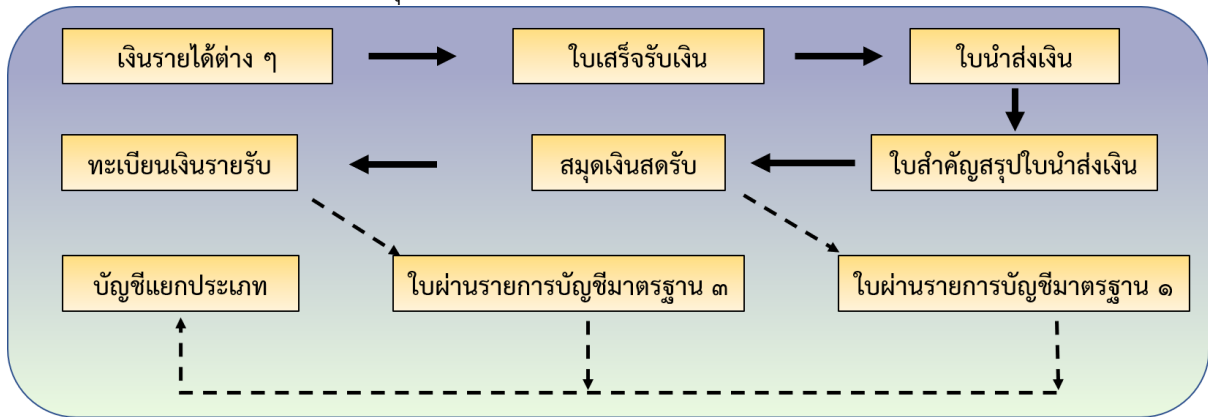 เงินรายได้ต่าง ๆ
ใบเสร็จรับเงิน
ใบนำส่งเงิน
ทะเบียนเงินรายรับ
สมุดเงินสดรับ
ใบสำคัญสรุปใบนำส่งเงิน
บัญชีแยกประเภท
ใบผ่านรายการบัญชีมาตรฐาน ๓
ใบผ่านรายการบัญชีมาตรฐาน ๑